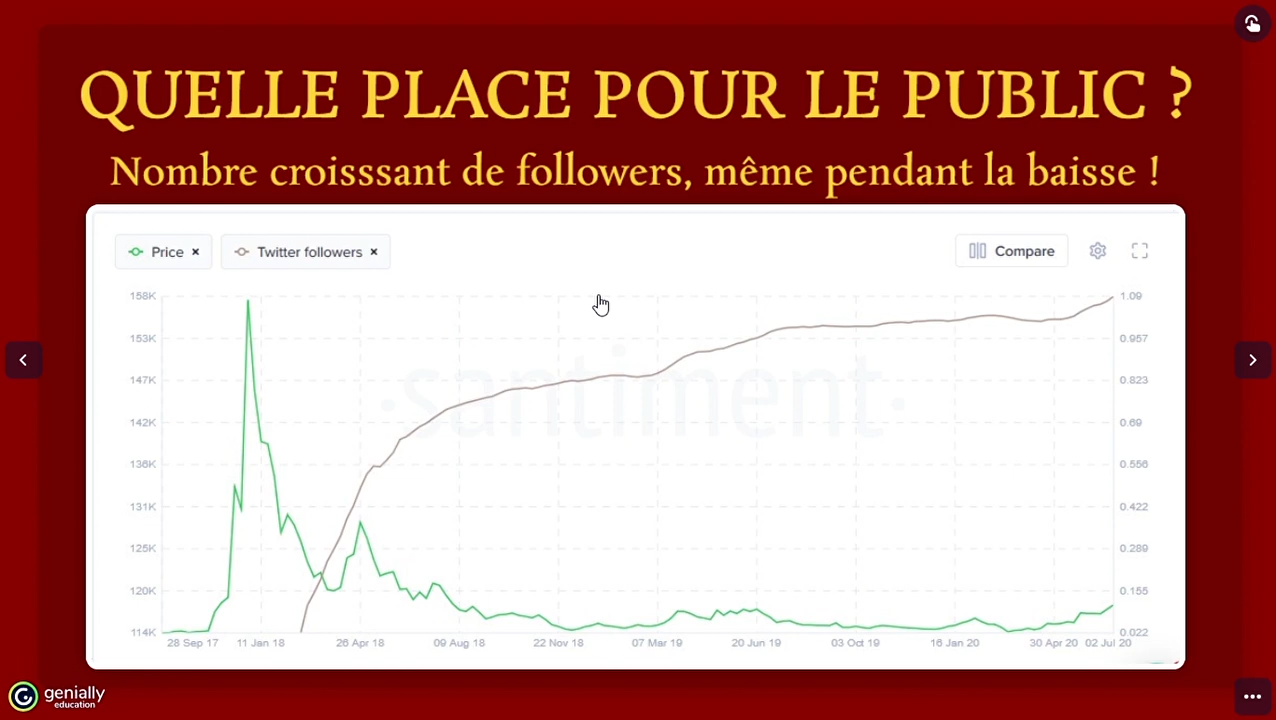 QUELLE PLACE POUR LE PUBLIC ?
Nombre croisssant de followers, même pendant la baisse !
Price × Twitter followers × Compare
158K 1.09
153K 0.957
147K 0.823
142K 0.69
136K 0.556
131K 0.422
125K 0.289
120K 0.155
114K 0.022
·santiment·
28 Sep 17 11 Jan 18 26 Apr 18 09 Aug 18 22 Nov 18 07 Mar 19 20 Jun 19 03 Oct 19 16 Jan 20 30 Apr 20 02 Jul 20
genially
education